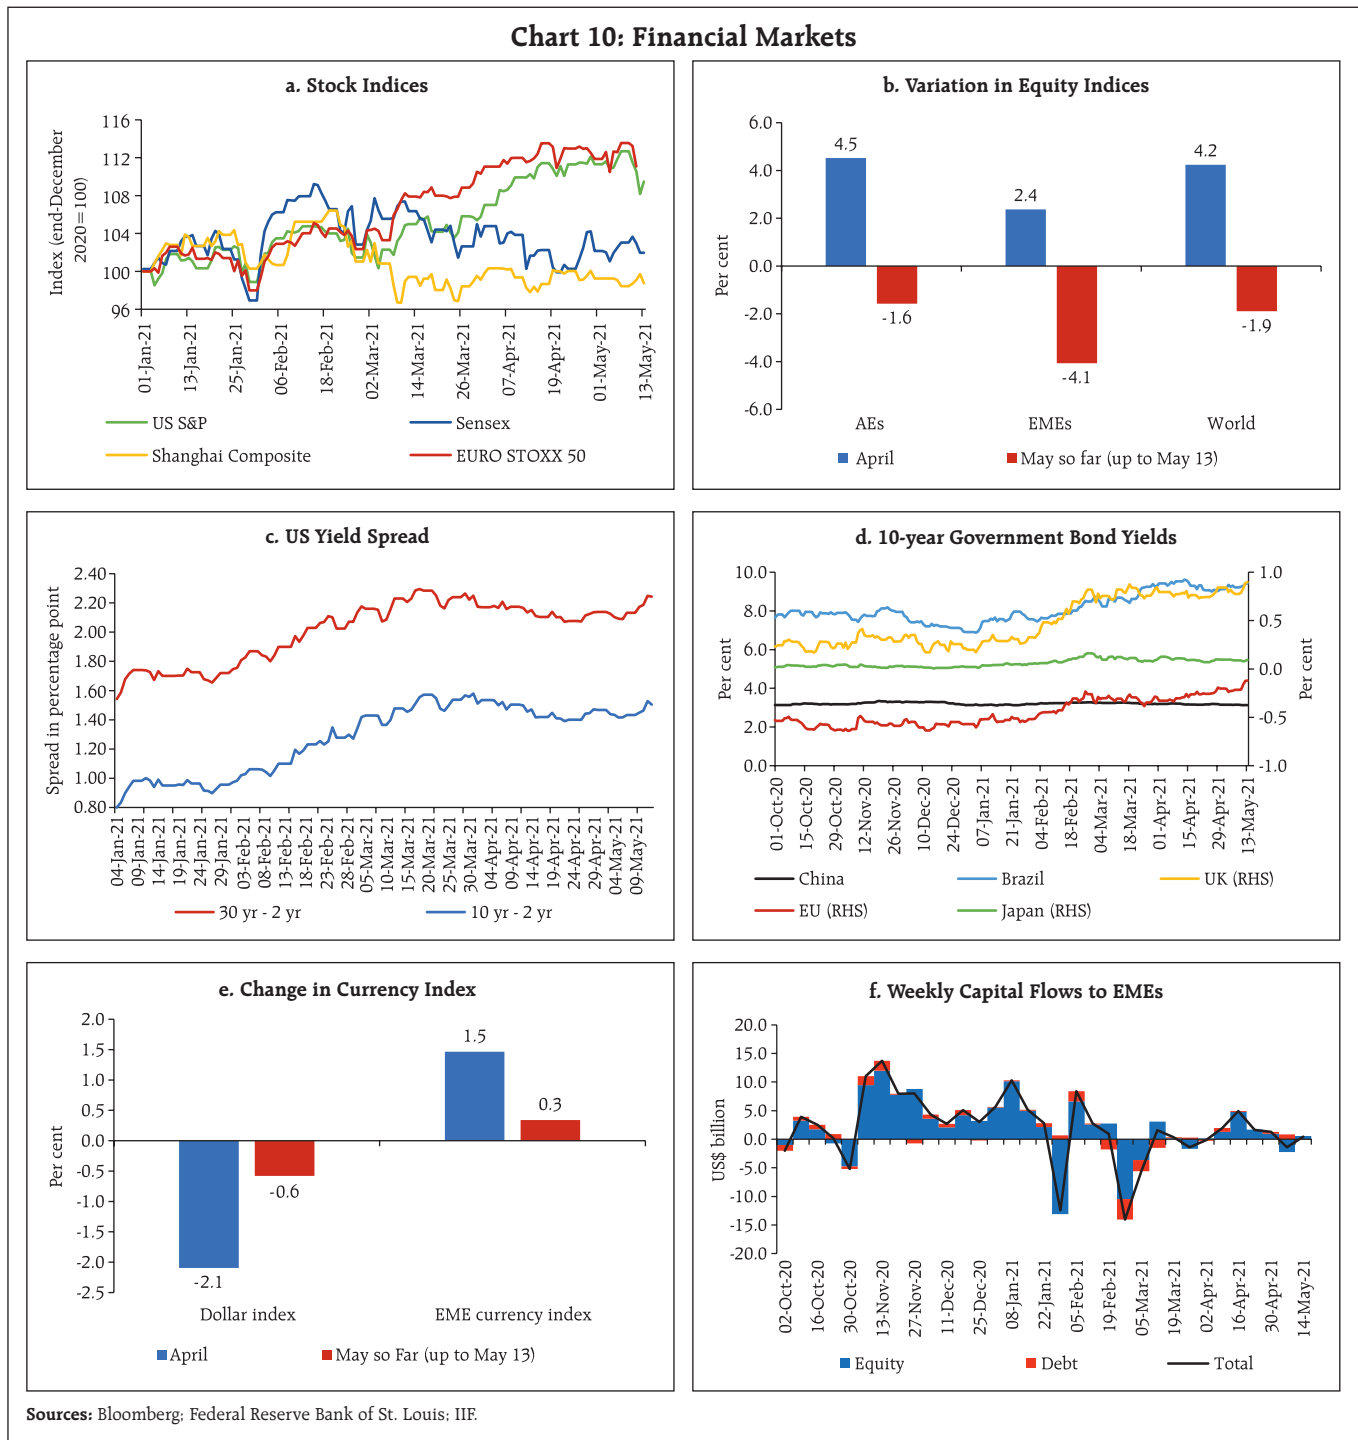 Chart 10: Financial Markets
a. Stock Indices
Index (end-December
2020=100)
116
112
108
104
100
96
01-Jan-21
13-Jan-21
25-Jan-21
06-Feb-21
18-Feb-21
02-Mar-21
14-Mar-21
26-Mar-21
07-Apr-21
19-Apr-21
01-May-21
13-May-21
US S&P
Sensex
Shanghai Composite
EURO STOXX 50
b. Variation in Equity Indices
Per cent
6.0
4.0
2.0
0.0
-2.0
-4.0
-6.0
4.5
-1.6
2.4
-4.1
4.2
-1.9
AEs
EMEs
World
April
May so far (up to May 13)
c. US Yield Spread
Spread in percentage point
2.40
2.20
2.00
1.80
1.60
1.40
1.20
1.00
0.80
04-Jan-21
09-Jan-21
14-Jan-21
19-Jan-21
24-Jan-21
29-Jan-21
03-Feb-21
08-Feb-21
13-Feb-21
18-Feb-21
23-Feb-21
28-Feb-21
05-Mar-21
10-Mar-21
15-Mar-21
20-Mar-21
25-Mar-21
30-Mar-21
04-Apr-21
09-Apr-21
14-Apr-21
19-Apr-21
24-Apr-21
29-Apr-21
04-May-21
09-May-21
30 yr - 2 yr
10 yr - 2 yr
d. 10-year Government Bond Yields
Per cent
10.0
8.0
6.0
4.0
2.0
0.0
1.0
0.5
0.0
-0.5
-1.0
Per cent
01-Oct-20
15-Oct-20
29-Oct-20
12-Nov-20
26-Nov-20
10-Dec-20
24-Dec-20
07-Jan-21
21-Jan-21
04-Feb-21
18-Feb-21
04-Mar-21
18-Mar-21
01-Apr-21
15-Apr-21
29-Apr-21
13-May-21
China
Brazil
UK (RHS)
EU (RHS)
Japan (RHS)
e. Change in Currency Index
Per cent
2.0
1.5
1.0
0.5
0.0
-0.5
-1.0
-1.5
-2.0
-2.5
-2.1
-0.6
1.5
0.3
Dollar index
EME currency index
April
May so Far (up to May 13)
f. Weekly Capital Flows to EMEs
US$ billion
20.0
15.0
10.0
5.0
0.0
-5.0
-10.0
-15.0
-20.0
02-Oct-20
16-Oct-20
30-Oct-20
13-Nov-20
27-Nov-20
11-Dec-20
25-Dec-20
08-Jan-21
22-Jan-21
05-Feb-21
19-Feb-21
05-Mar-21
19-Mar-21
02-Apr-21
16-Apr-21
30-Apr-21
14-May-21
Equity
Debt
Total
Sources: Bloomberg; Federal Reserve Bank of St. Louis; IIF.